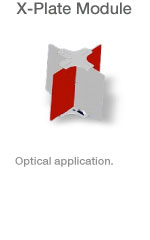 X-Plate Module
Optical application.